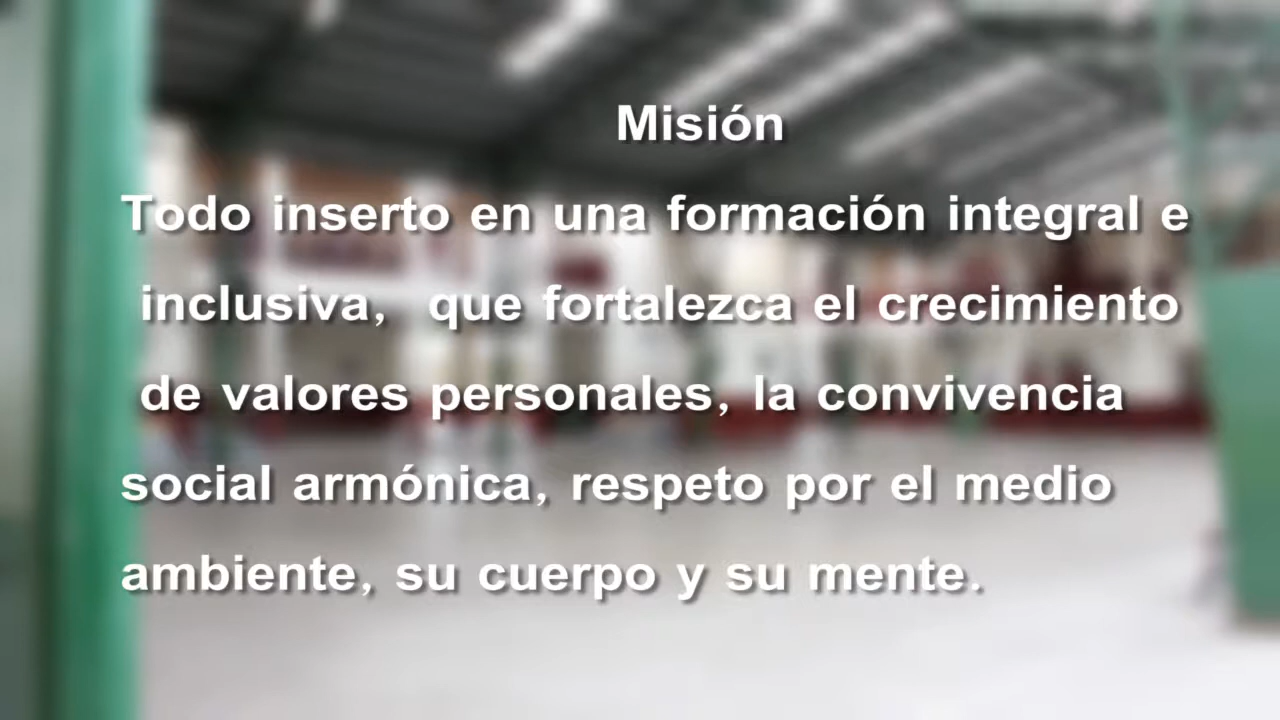 Misión
Todo inserto en una formación integral e
inclusiva, que fortalezca el crecimiento
de valores personales, la convivencia
social armónica, respeto por el medio
ambiente, su cuerpo y su mente.